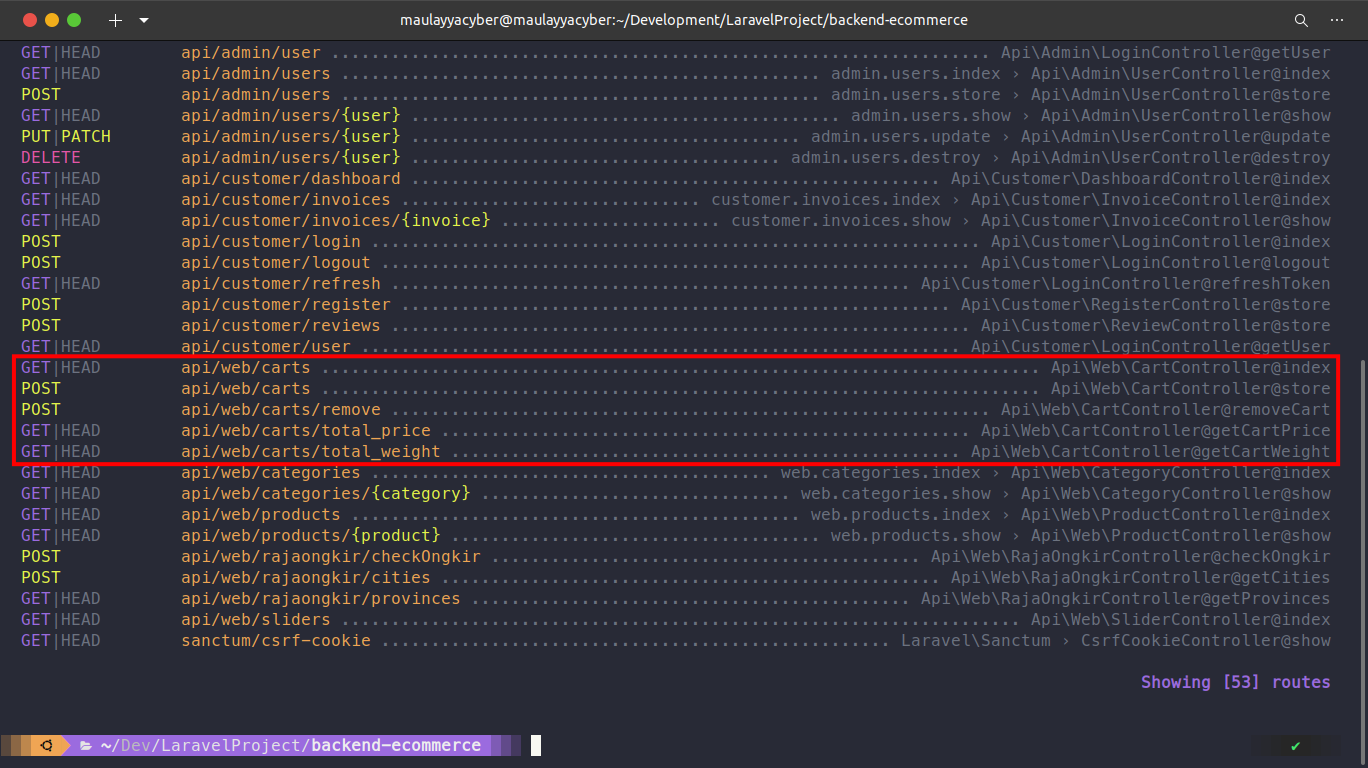 maulayyacyber@maulayyacyber:~/Development/LaravelProject/backend-ecommerce
GET|HEAD api/admin/user .................................................................. Api\Admin\LoginController@getUser
GET|HEAD api/admin/users ................................................ admin.users.index › Api\Admin\UserController@index
POST api/admin/users ................................................ admin.users.store › Api\Admin\UserController@store
GET|HEAD api/admin/users/{user} ........................................... admin.users.show › Api\Admin\UserController@show
PUT|PATCH api/admin/users/{user} ....................................... admin.users.update › Api\Admin\UserController@update
DELETE api/admin/users/{user} ..................................... admin.users.destroy › Api\Admin\UserController@destroy
GET|HEAD api/customer/dashboard ..................................................... Api\Customer\DashboardController@index
GET|HEAD api/customer/invoices .............................. customer.invoices.index › Api\Customer\InvoiceController@index
GET|HEAD api/customer/invoices/{invoice} ...................... customer.invoices.show › Api\Customer\InvoiceController@show
POST api/customer/login ............................................................. Api\Customer\LoginController@index
POST api/customer/logout ........................................................... Api\Customer\LoginController@logout
GET|HEAD api/customer/refresh .................................................... Api\Customer\LoginController@refreshToken
POST api/customer/register ....................................................... Api\Customer\RegisterController@store
POST api/customer/reviews .......................................................... Api\Customer\ReviewController@store
GET|HEAD api/customer/user ............................................................ Api\Customer\LoginController@getUser
GET|HEAD api/web/carts ........................................................................ Api\Web\CartController@index
POST api/web/carts ........................................................................ Api\Web\CartController@store
POST api/web/carts/remove ............................................................ Api\Web\CartController@removeCart
GET|HEAD api/web/carts/total_price ..................................................... Api\Web\CartController@getCartPrice
GET|HEAD api/web/carts/total_weight ................................................... Api\Web\CartController@getCartWeight
GET|HEAD api/web/categories ........................................ web.categories.index › Api\Web\CategoryController@index
GET|HEAD api/web/categories/{category} ............................... web.categories.show › Api\Web\CategoryController@show
GET|HEAD api/web/products ............................................. web.products.index › Api\Web\ProductController@index
GET|HEAD api/web/products/{product} ..................................... web.products.show › Api\Web\ProductController@show
POST api/web/rajaongkir/checkOngkir ........................................... Api\Web\RajaOngkirController@checkOngkir
POST api/web/rajaongkir/cities .................................................. Api\Web\RajaOngkirController@getCities
GET|HEAD api/web/rajaongkir/provinces ............................................ Api\Web\RajaOngkirController@getProvinces
GET|HEAD api/web/sliders .................................................................... Api\Web\SliderController@index
GET|HEAD sanctum/csrf-cookie ................................................... Laravel\Sanctum › CsrfCookieController@show
Showing [53] routes
~/Dev/LaravelProject/backend-ecommerce